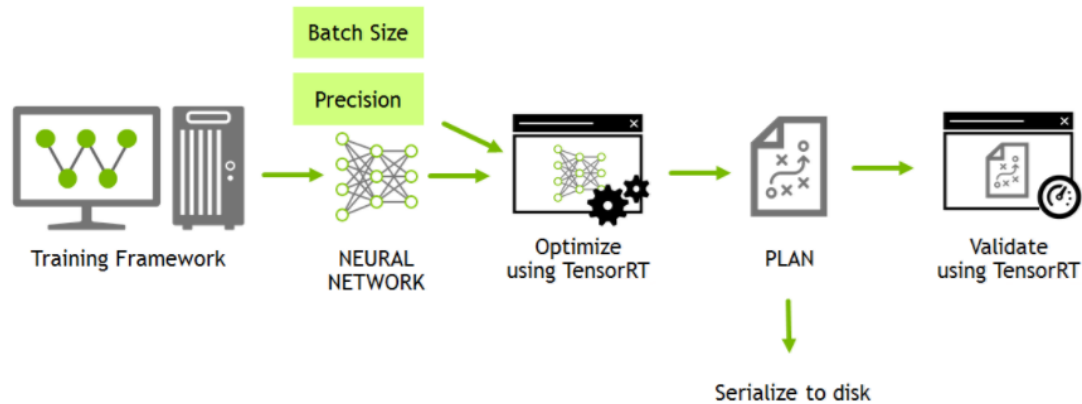 Batch Size
Precision
Training Framework
NEURAL
NETWORK
Optimize
using TensorRT
PLAN
Validate
using TensorRT
Serialize to disk